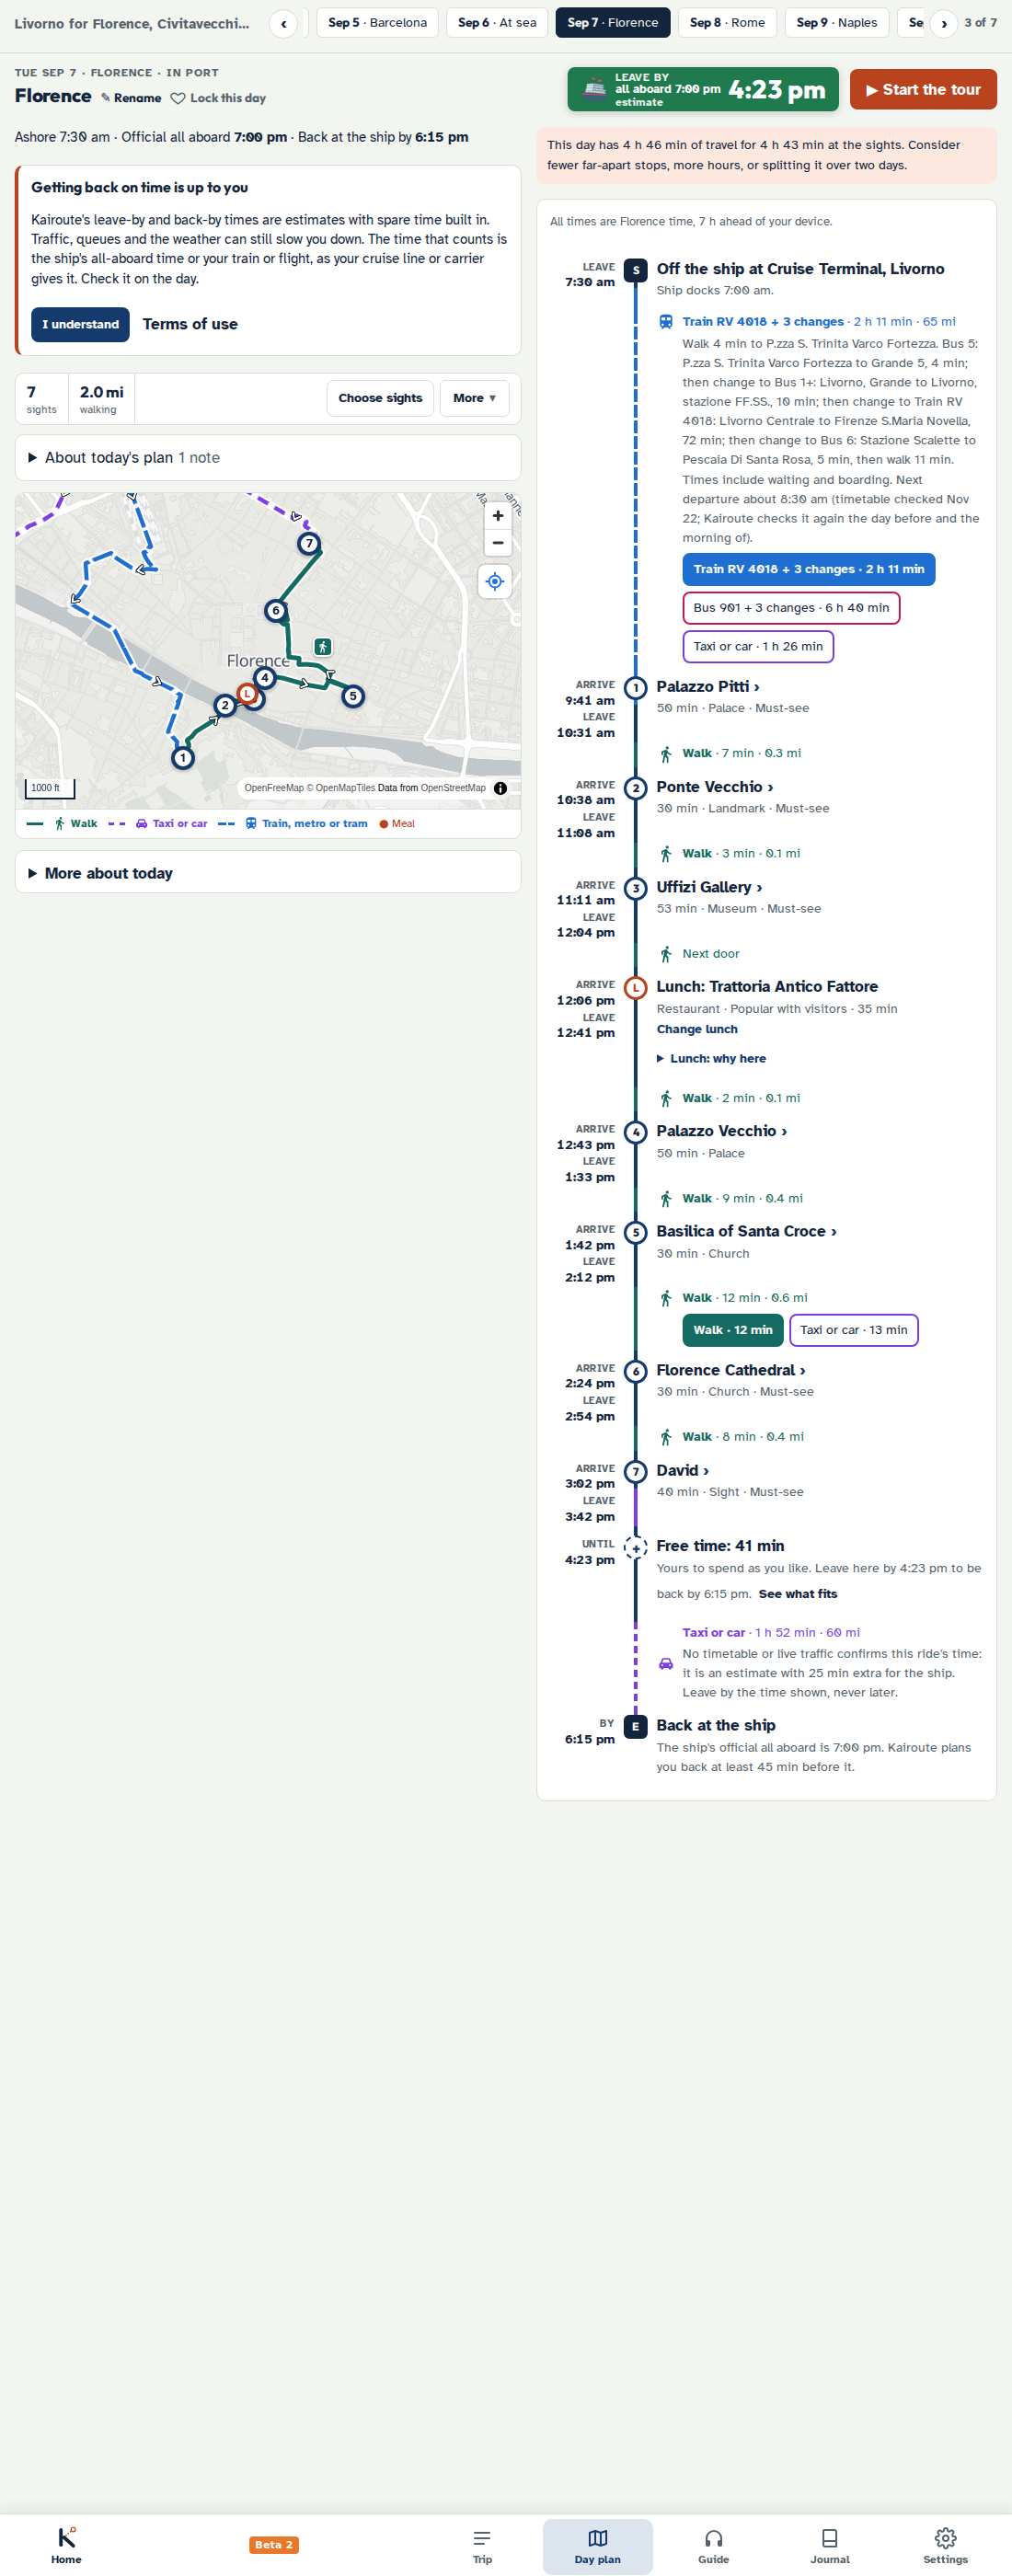 Livorno for Florence, Civitavecchi...
‹
Sep 5 · Barcelona
Sep 6 · At sea
Sep 7 · Florence
Sep 8 · Rome
Sep 9 · Naples
Se
›
3 of 7
TUE SEP 7 · FLORENCE · IN PORT
Florence
✎ Rename
Lock this day
LEAVE BY
all aboard 7:00 pm
estimate
4:23 pm
▶ Start the tour
Ashore 7:30 am · Official all aboard 7:00 pm · Back at the ship by 6:15 pm
Getting back on time is up to you
Kairoute's leave-by and back-by times are estimates with spare time built in.
Traffic, queues and the weather can still slow you down. The time that counts is
the ship's all-aboard time or your train or flight, as your cruise line or carrier
gives it. Check it on the day.
I understand
Terms of use
7
sights
2.0 mi
walking
Choose sights
More ▼
▶ About today's plan 1 note
+
−
7
6
Florence
4
L
5
2
1
1000 ft
OpenFreeMap © OpenMapTiles Data from OpenStreetMap
Walk
Taxi or car
Train, metro or tram
Meal
▶ More about today
This day has 4 h 46 min of travel for 4 h 43 min at the sights. Consider
fewer far-apart stops, more hours, or splitting it over two days.
All times are Florence time, 7 h ahead of your device.
LEAVE
7:30 am
S
Off the ship at Cruise Terminal, Livorno
Ship docks 7:00 am.
Train RV 4018 + 3 changes · 2 h 11 min · 65 mi
Walk 4 min to P.zza S. Trinita Varco Fortezza. Bus 5:
P.zza S. Trinita Varco Fortezza to Grande 5, 4 min;
then change to Bus 1+: Livorno, Grande to Livorno,
stazione FF.SS., 10 min; then change to Train RV
4018: Livorno Centrale to Firenze S.Maria Novella,
72 min; then change to Bus 6: Stazione Scalette to
Pescaia Di Santa Rosa, 5 min, then walk 11 min.
Times include waiting and boarding. Next
departure about 8:30 am (timetable checked Nov
22; Kairoute checks it again the day before and the
morning of).
Train RV 4018 + 3 changes · 2 h 11 min
Bus 901 + 3 changes · 6 h 40 min
Taxi or car · 1 h 26 min
ARRIVE
9:41 am
LEAVE
10:31 am
1
Palazzo Pitti ›
50 min · Palace · Must-see
Walk · 7 min · 0.3 mi
ARRIVE
10:38 am
LEAVE
11:08 am
2
Ponte Vecchio ›
30 min · Landmark · Must-see
Walk · 3 min · 0.1 mi
ARRIVE
11:11 am
LEAVE
12:04 pm
3
Uffizi Gallery ›
53 min · Museum · Must-see
Next door
ARRIVE
12:06 pm
LEAVE
12:41 pm
L
Lunch: Trattoria Antico Fattore
Restaurant · Popular with visitors · 35 min
Change lunch
▶ Lunch: why here
Walk · 2 min · 0.1 mi
ARRIVE
12:43 pm
LEAVE
1:33 pm
4
Palazzo Vecchio ›
50 min · Palace
Walk · 9 min · 0.4 mi
ARRIVE
1:42 pm
LEAVE
2:12 pm
5
Basilica of Santa Croce ›
30 min · Church
Walk · 12 min · 0.6 mi
Walk · 12 min
Taxi or car · 13 min
ARRIVE
2:24 pm
LEAVE
2:54 pm
6
Florence Cathedral ›
30 min · Church · Must-see
Walk · 8 min · 0.4 mi
ARRIVE
3:02 pm
LEAVE
3:42 pm
7
David ›
40 min · Sight · Must-see
UNTIL
4:23 pm
+
Free time: 41 min
Yours to spend as you like. Leave here by 4:23 pm to be
back by 6:15 pm. See what fits
Taxi or car · 1 h 52 min · 60 mi
No timetable or live traffic confirms this ride's time:
it is an estimate with 25 min extra for the ship.
Leave by the time shown, never later.
BY
6:15 pm
E
Back at the ship
The ship's official all aboard is 7:00 pm. Kairoute plans
you back at least 45 min before it.
Home
Beta 2
Trip
Day plan
Guide
Journal
Settings